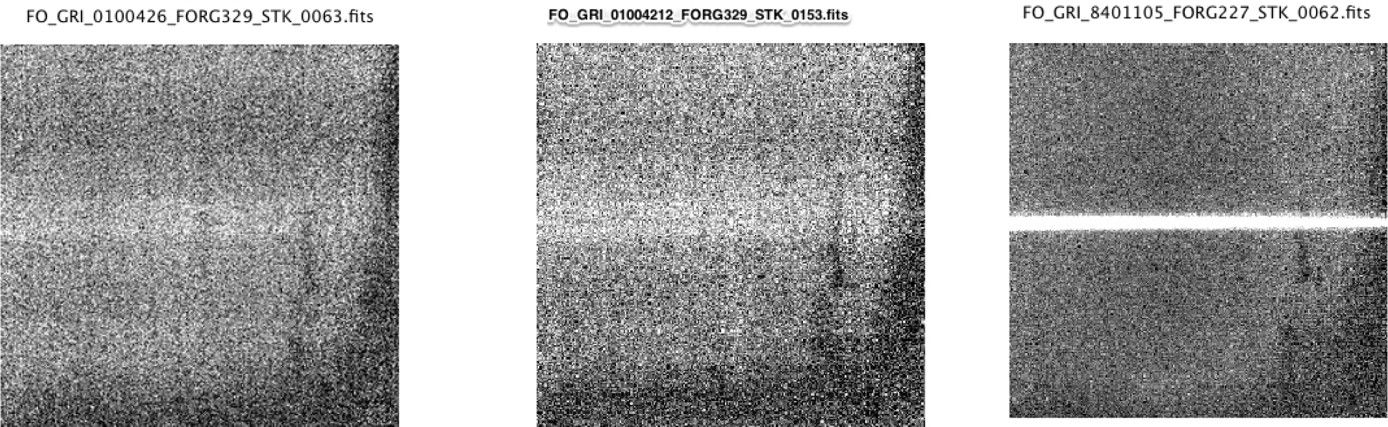 FO_GRI_0100426_FORG329_STK_0063.fits
FO_GRI_01004212_FORG329_STK_0153.fits
FO_GRI_8401105_FORG227_STK_0062.fits